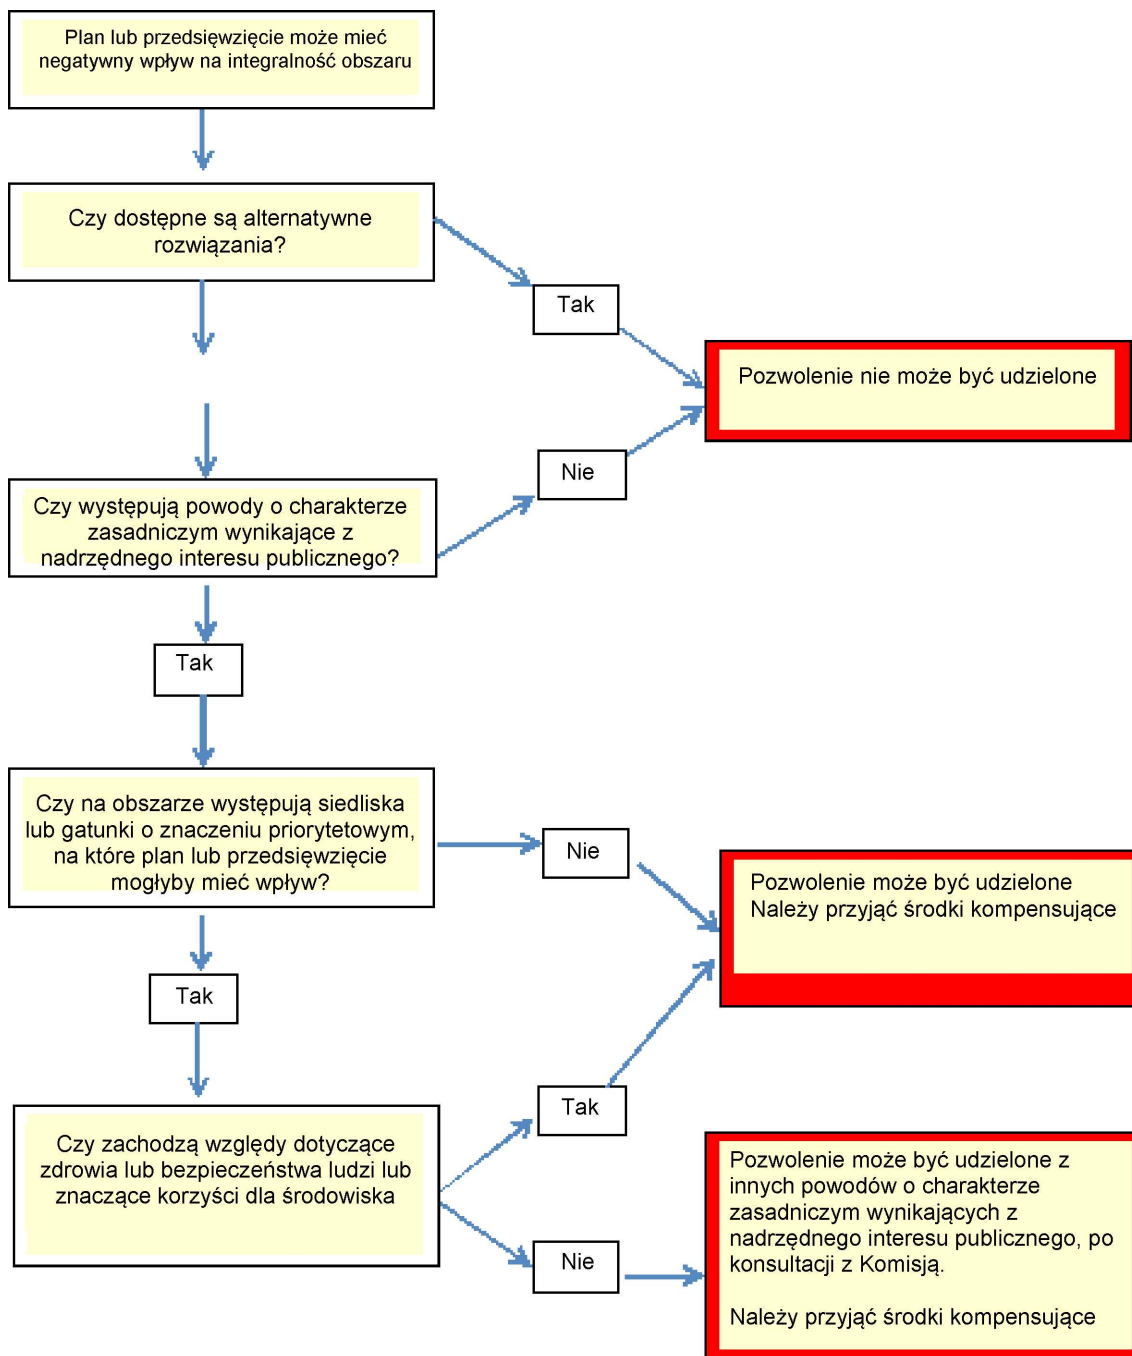 Plan lub przedsięwzięcie może mieć
negatywny wpływ na integralność obszaru
Czy dostępne są alternatywne
rozwiązania?
Tak
Pozwolenie nie może być udzielone
Nie
Czy występują powody o charakterze
zasadniczym wynikające z
nadrzędnego interesu publicznego?
Tak
Czy na obszarze występują siedliska
lub gatunki o znaczeniu priorytetowym,
na które plan lub przedsięwzięcie
mogłyby mieć wpływ?
Nie
Pozwolenie może być udzielone
Należy przyjąć środki kompensujące
Tak
Czy zachodzą względy dotyczące
zdrowia lub bezpieczeństwa ludzi lub
znaczące korzyści dla środowiska
Tak
Nie
Pozwolenie może być udzielone z
innych powodów o charakterze
zasadniczym wynikających z
nadrzędnego interesu publicznego, po
konsultacji z Komisją.
Należy przyjąć środki kompensujące